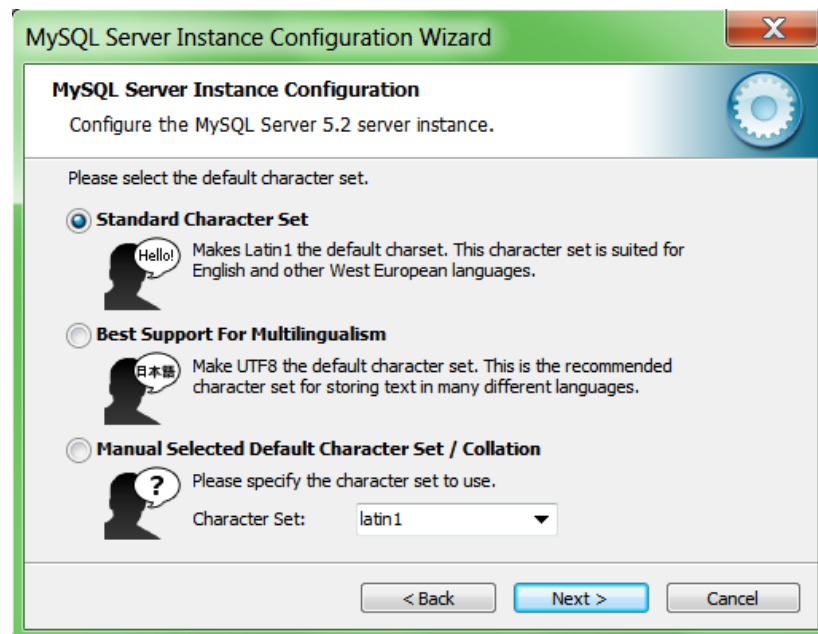 MySQL Server Instance Configuration Wizard
X
MySQL Server Instance Configuration
Configure the MySQL Server 5.2 server instance.
Please select the default character set.
Standard Character Set
Hello!
Makes Latin1 the default charset. This character set is suited for
English and other West European languages.
Best Support For Multilingualism
日本語
Make UTF8 the default character set. This is the recommended
character set for storing text in many different languages.
Manual Selected Default Character Set / Collation
?
Please specify the character set to use.
Character Set: latin1
< Back Next > Cancel